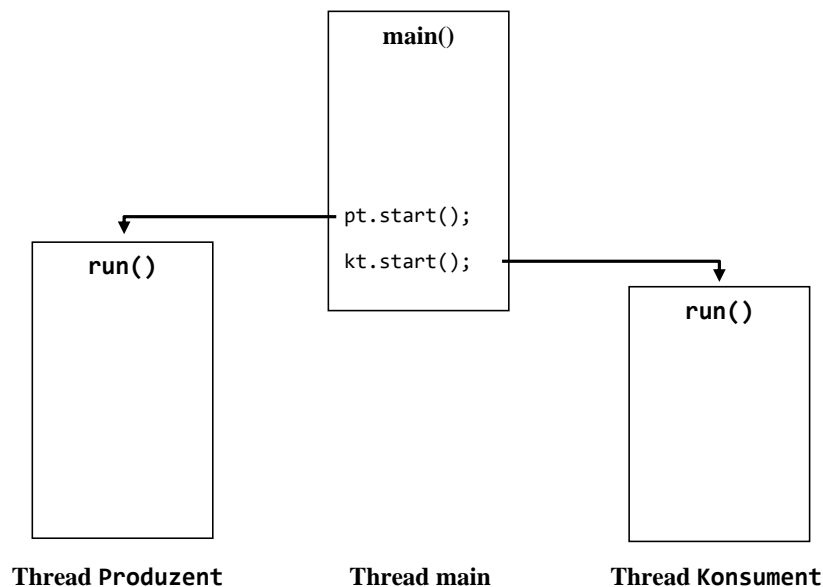 main()
pt.start();
kt.start();
run()
run()
Thread Produzent
Thread main
Thread Konsument